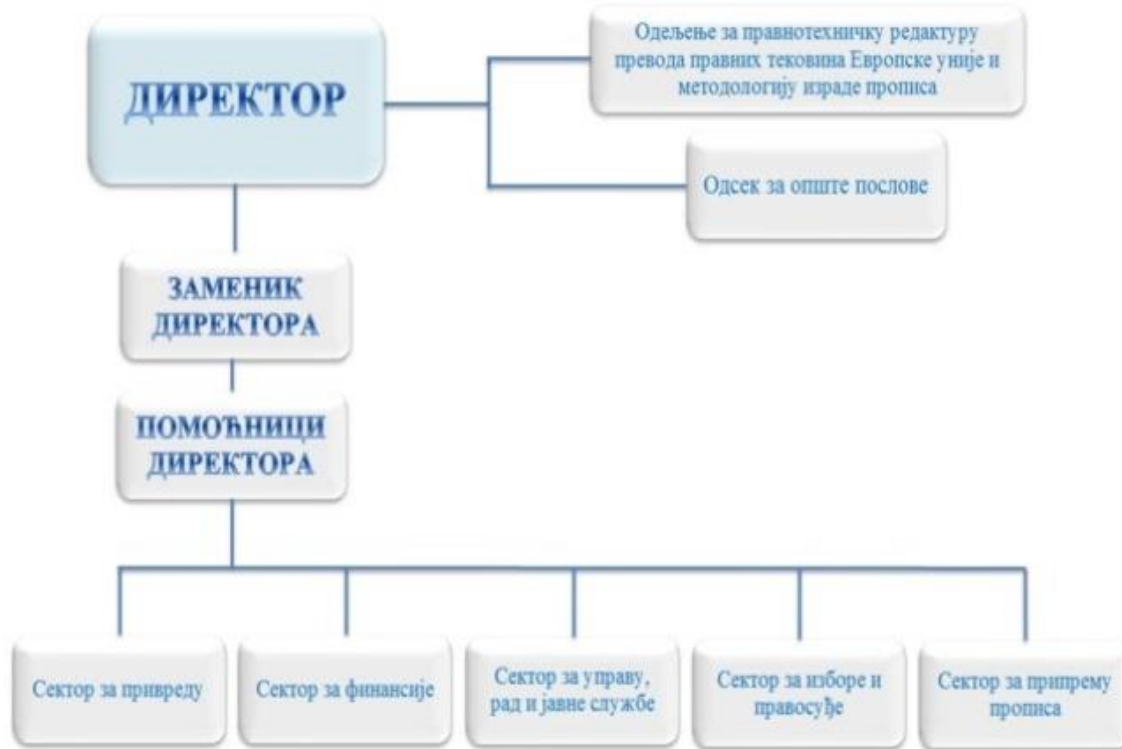 ДИРЕКТОР
Одељење за правнотехничку редактуру
превода правних тековина Европске уније и
методологију израде прописа
Одсек за опште послове
ЗАМЕНИК
ДИРЕКТОРА
ПОМОЋНИЦИ
ДИРЕКТОРА
Сектор за привреду
Сектор за финансије
Сектор за управу,
рад и јавне службе
Сектор за изборе и
правосуђе
Сектор за припрему
прописа